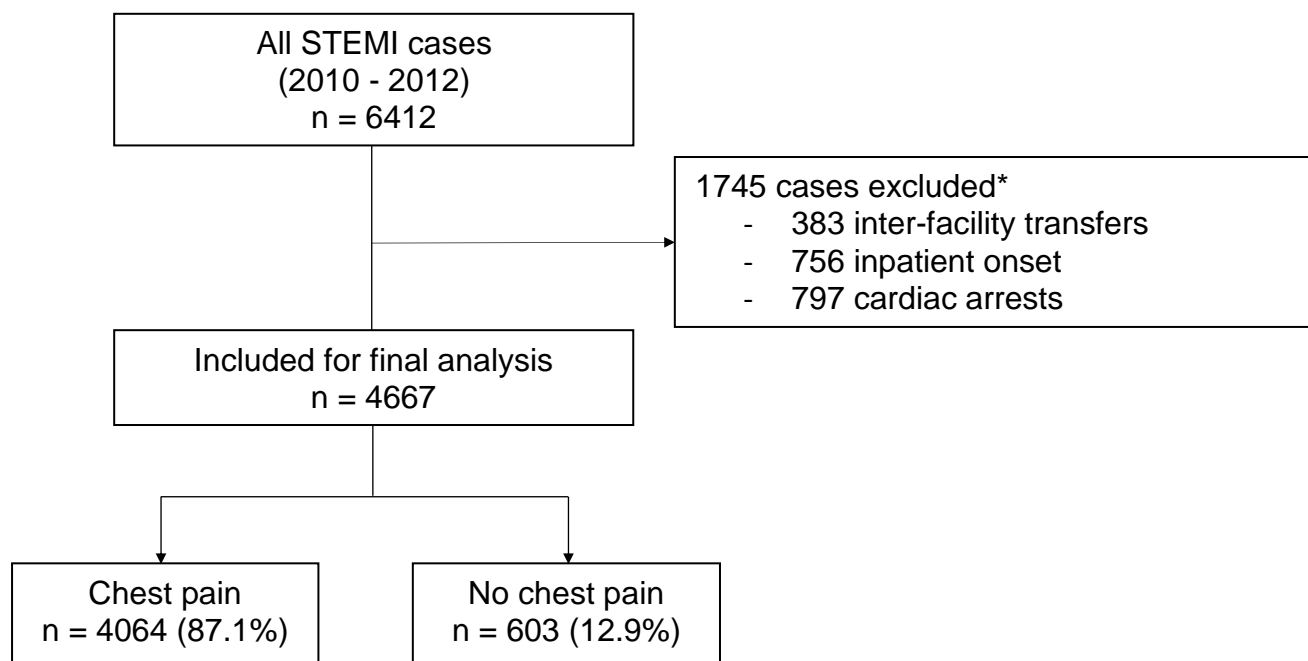 All STEMI cases
(2010 - 2012)
n = 6412
1745 cases excluded*
- 383 inter-facility transfers
- 756 inpatient onset
- 797 cardiac arrests
Included for final analysis
n = 4667
Chest pain
n = 4064 (87.1%)
No chest pain
n = 603 (12.9%)